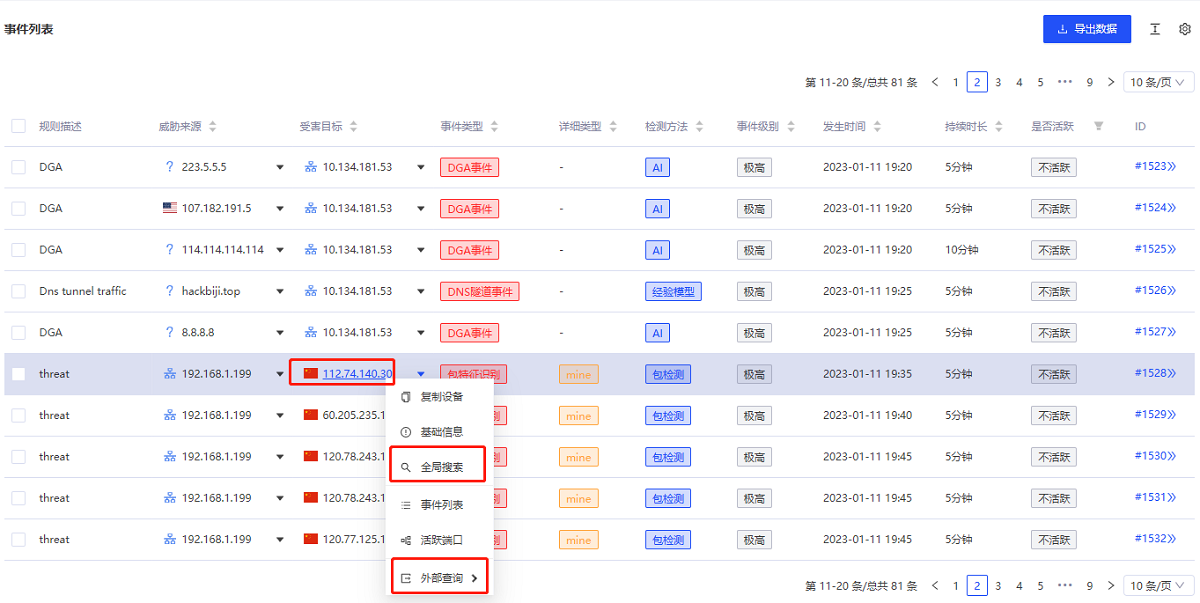 事件列表
导出数据
第 11-20 条/总共 81 条 < 1 2 3 4 5 ••• 9 > 10 条/页
规则描述 威胁来源 受害目标 事件类型 详细类型 检测方法 事件级别 发生时间 持续时长 是否活跃 ID
DGA ? 223.5.5.5 10.134.181.53 DGA事件 - AI 极高 2023-01-11 19:20 5分钟 不活跃 #1523
DGA 107.182.191.5 10.134.181.53 DGA事件 - AI 极高 2023-01-11 19:20 5分钟 不活跃 #1524
DGA ? 114.114.114.114 10.134.181.53 DGA事件 - AI 极高 2023-01-11 19:20 10分钟 不活跃 #1525
Dns tunnel traffic ? hackbiji.top 10.134.181.53 DNS隧道事件 - 经验模型 极高 2023-01-11 19:25 5分钟 不活跃 #1526
DGA ? 8.8.8.8 10.134.181.53 DGA事件 - AI 极高 2023-01-11 19:25 5分钟 不活跃 #1527
threat 192.168.1.199 112.74.140.30 包特征识别 mine 包检测 极高 2023-01-11 19:35 5分钟 不活跃 #1528
复制设备
threat 192.168.1.199 60.205.235.1 别 mine 包检测 极高 2023-01-11 19:40 5分钟 不活跃 #1529
基础信息
threat 192.168.1.199 120.78.243.1 别 mine 包检测 极高 2023-01-11 19:45 5分钟 不活跃 #1530
全局搜索
threat 192.168.1.199 120.78.243.1 别 mine 包检测 极高 2023-01-11 19:45 5分钟 不活跃 #1531
事件列表
threat 192.168.1.199 120.77.125.1 别 mine 包检测 极高 2023-01-11 19:45 5分钟 不活跃 #1532
活跃端口
外部查询 >
第 11-20 条/总共 81 条 < 1 2 3 4 5 ••• 9 > 10 条/页